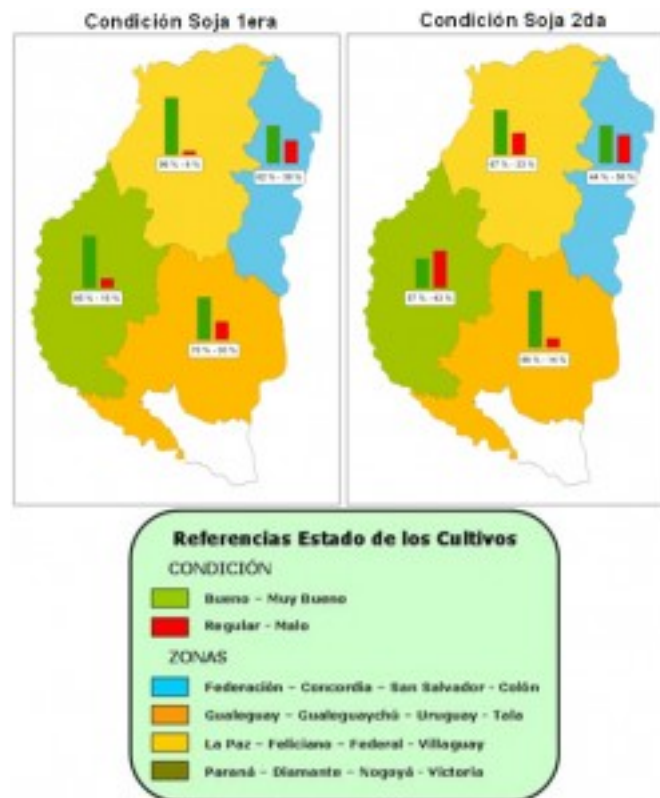 Condición Soja 1era
Condición Soja 2da
Referencias Estado de los Cultivos
CONDICIÓN
Bueno – Muy Bueno
Regular - Malo
ZONAS
Federación – Concordia – San Salvador - Colón
Gualeguay – Gualeguaychú – Uruguay - Tala
La Paz – Feliciano – Federal - Villaguay
Paraná – Diamante – Nogoyá - Victoria